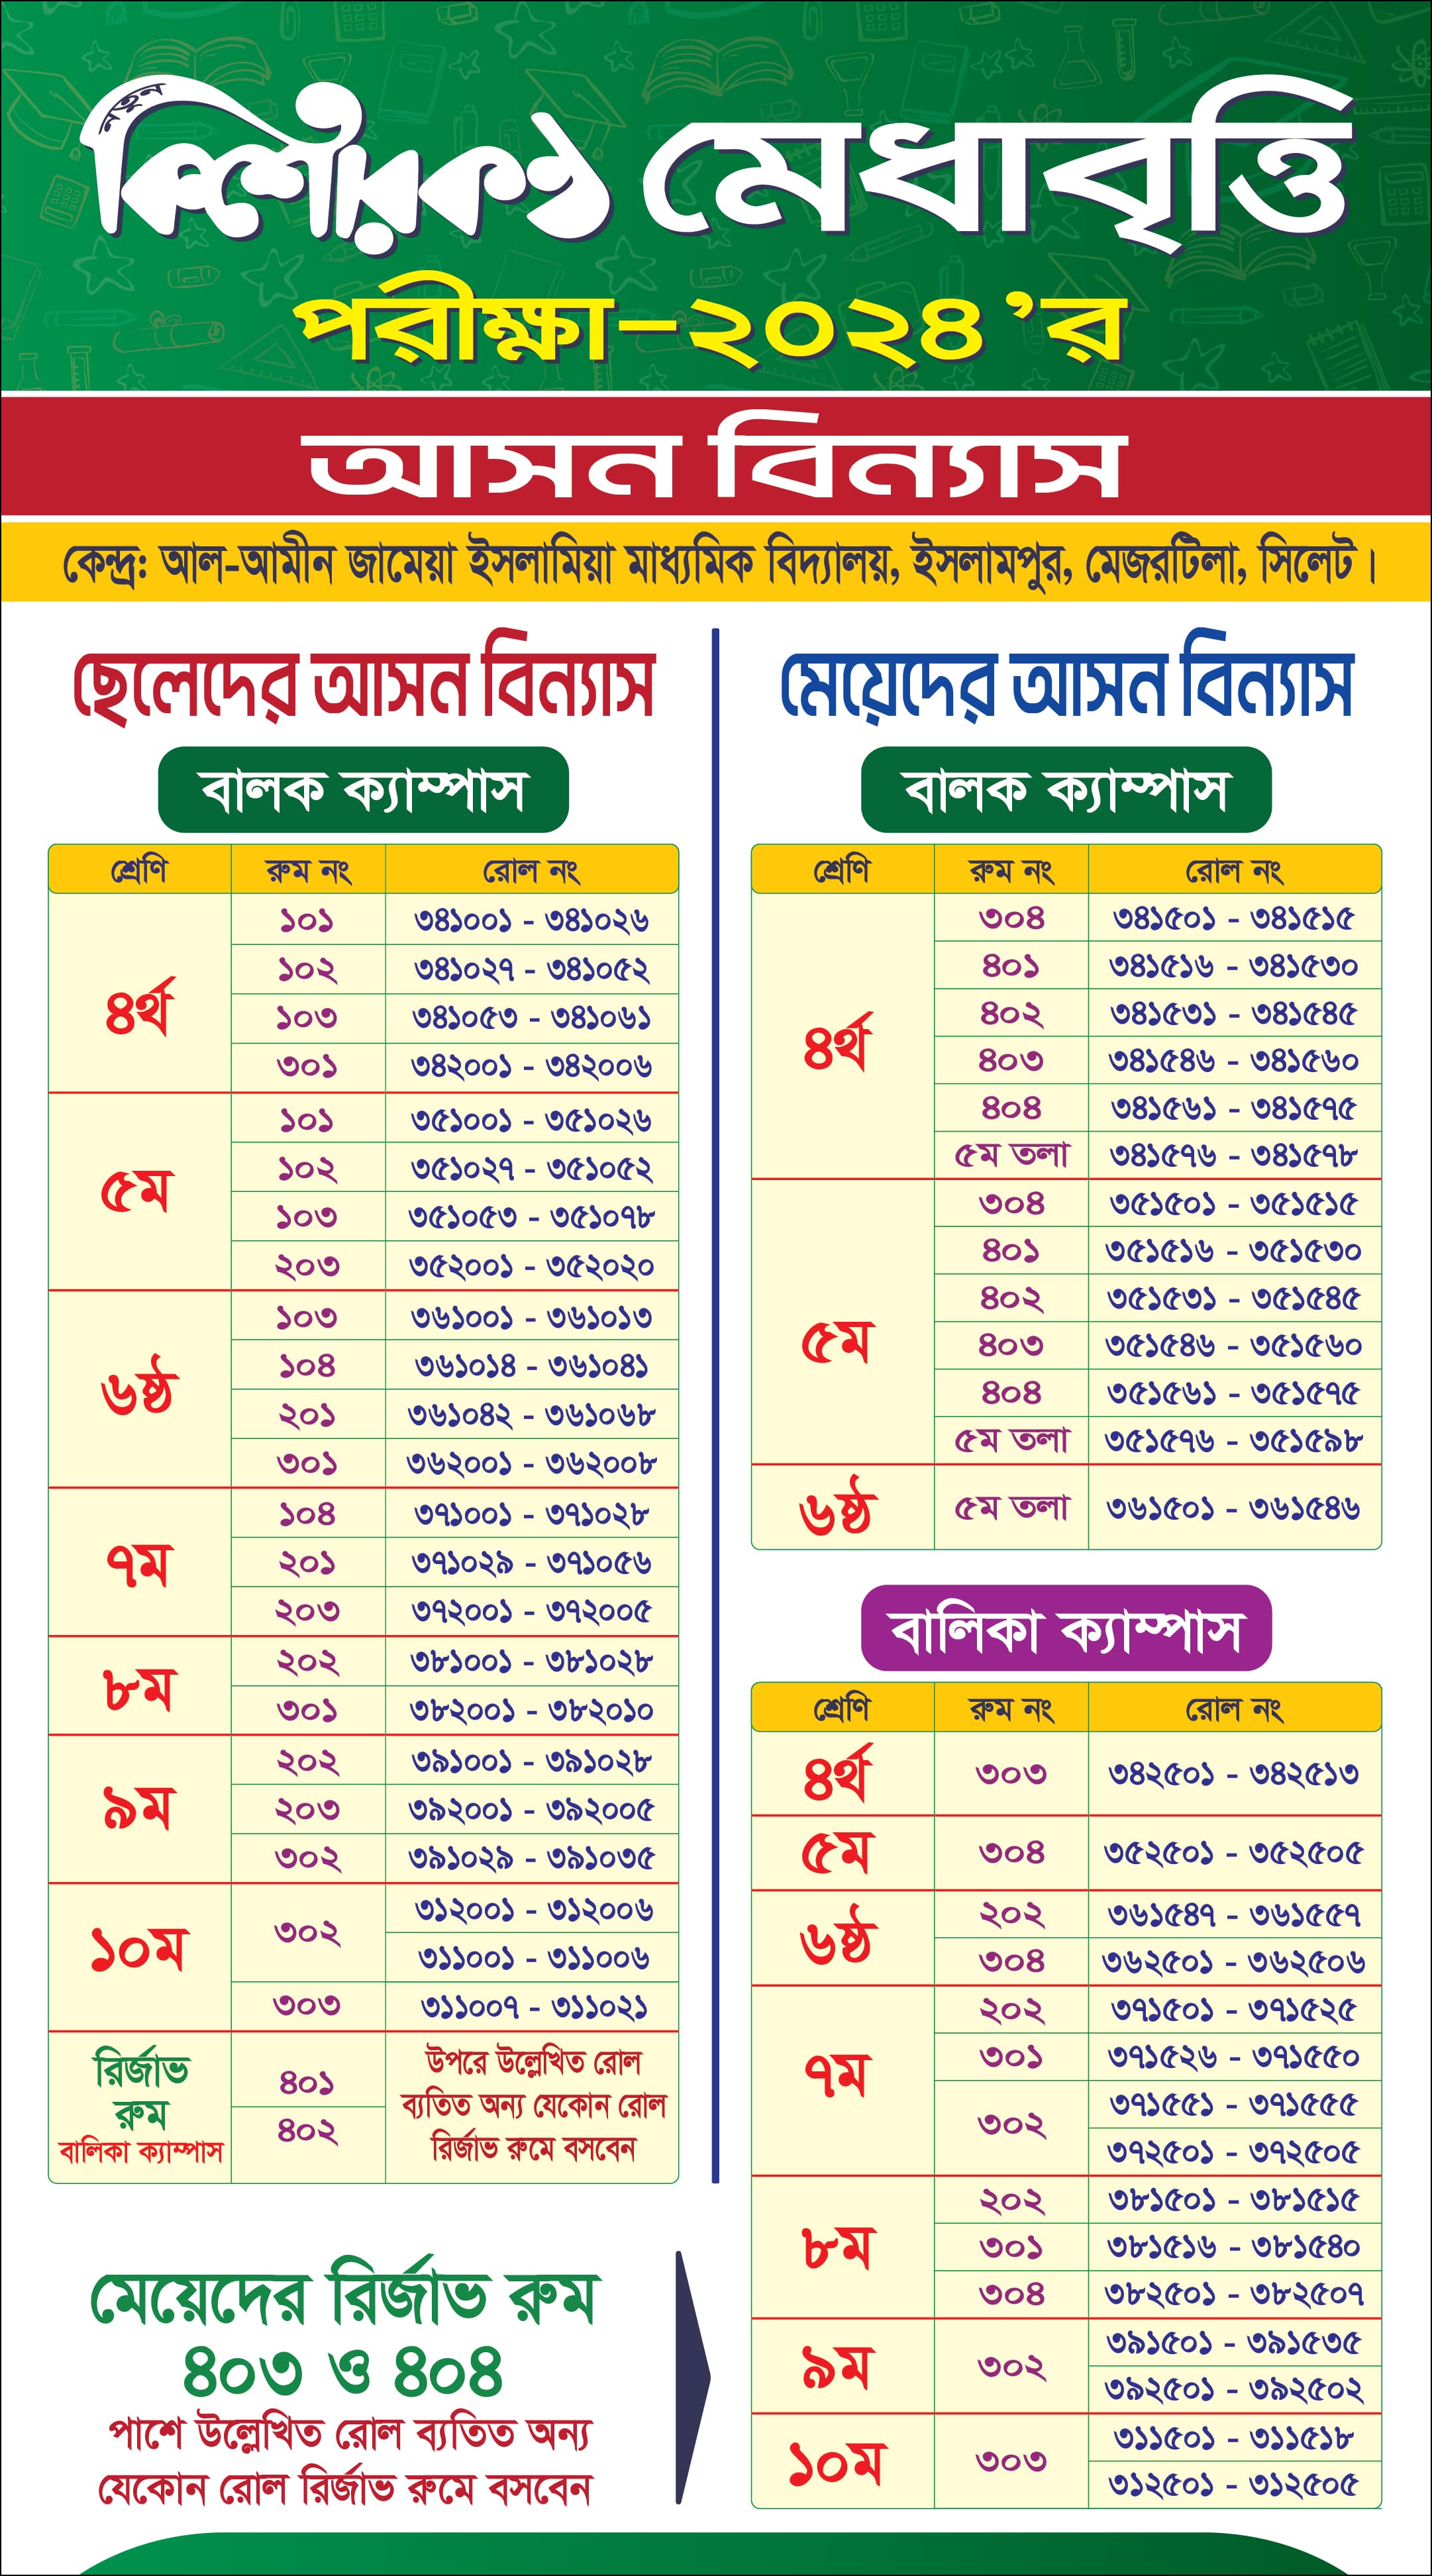 নতুন
কিশোরকণ্ঠ মেধাবৃত্তি
পরীক্ষা-২০২৪'র
আসন বিন্যাস
কেন্দ্র: আল-আমীন জামেয়া ইসলামিয়া মাধ্যমিক বিদ্যালয়, ইসলামপুর, মেজরটিলা, সিলেট।
ছেলেদের আসন বিন্যাস
বালক ক্যাম্পাস
শ্রেণি রুম নং রোল নং
৪র্থ
১০১ ৩৪১০০১ - ৩৪১০২৬
১০২ ৩৪১০২৭ - ৩৪১০৫২
১০৩ ৩৪১০৫৩ - ৩৪১০৬১
৩০১ ৩৪২০০১ - ৩৪২০০৬
৫ম
১০১ ৩৫১০০১ - ৩৫১০২৬
১০২ ৩৫১০২৭ - ৩৫১০৫২
১০৩ ৩৫১০৫৩ - ৩৫১০৭৮
২০৩ ৩৫২০০১ - ৩৫২০২০
৬ষ্ঠ
১০৩ ৩৬১০০১ - ৩৬১০১৩
১০৪ ৩৬১০১৪ - ৩৬১০৪১
২০১ ৩৬১০৪২ - ৩৬১০৬৮
৩০১ ৩৬২০০১ - ৩৬২০০৮
৭ম
১০৪ ৩৭১০০১ - ৩৭১০২৮
২০১ ৩৭১০২৯ - ৩৭১০৫৬
২০৩ ৩৭২০০১ - ৩৭২০০৫
৮ম
২০২ ৩৮১০০১ - ৩৮১০২৮
৩০১ ৩৮২০০১ - ৩৮২০১০
৯ম
২০২ ৩৯১০০১ - ৩৯১০২৮
২০৩ ৩৯২০০১ - ৩৯২০০৫
৩০২ ৩৯১০২৯ - ৩৯১০৩৫
১০ম
৩০২ ৩১২০০১ - ৩১২০০৬
৩১১০০১ - ৩১১০০৬
৩০৩ ৩১১০০৭ - ৩১১০২১
রির্জাভ
রুম
বালিকা ক্যাম্পাস
৪০১
৪০২
উপরে উল্লেখিত রোল
ব্যতিত অন্য যেকোন রোল
রির্জাভ রুমে বসবেন
মেয়েদের রির্জাভ রুম
৪০৩ ও ৪০৪
পাশে উল্লেখিত রোল ব্যতিত অন্য
যেকোন রোল রির্জাভ রুমে বসবেন
মেয়েদের আসন বিন্যাস
বালক ক্যাম্পাস
শ্রেণি রুম নং রোল নং
৪র্থ
৩০৪ ৩৪১৫০১ - ৩৪১৫১৫
৪০১ ৩৪১৫১৬ - ৩৪১৫৩০
৪০২ ৩৪১৫৩১ - ৩৪১৫৪৫
৪০৩ ৩৪১৫৪৬ - ৩৪১৫৬০
৪০৪ ৩৪১৫৬১ - ৩৪১৫৭৫
৫ম তলা ৩৪১৫৭৬ - ৩৪১৫৭৮
৫ম
৩০৪ ৩৫১৫০১ - ৩৫১৫১৫
৪০১ ৩৫১৫১৬ - ৩৫১৫৩০
৪০২ ৩৫১৫৩১ - ৩৫১৫৪৫
৪০৩ ৩৫১৫৪৬ - ৩৫১৫৬০
৪০৪ ৩৫১৫৬১ - ৩৫১৫৭৫
৫ম তলা ৩৫১৫৭৬ - ৩৫১৫৯৮
৬ষ্ঠ ৫ম তলা ৩৬১৫০১ - ৩৬১৫৪৬
বালিকা ক্যাম্পাস
শ্রেণি রুম নং রোল নং
৪র্থ ৩০৩ ৩৪২৫০১ - ৩৪২৫১৩
৫ম ৩০৪ ৩৫২৫০১ - ৩৫২৫০৫
৬ষ্ঠ
২০২ ৩৬১৫৪৭ - ৩৬১৫৫৭
৩০৪ ৩৬২৫০১ - ৩৬২৫০৬
৭ম
২০২ ৩৭১৫০১ - ৩৭১৫২৫
৩০১ ৩৭১৫২৬ - ৩৭১৫৫০
৩০২ ৩৭১৫৫১ - ৩৭১৫৫৫
৩৭২৫০১ - ৩৭২৫০৫
৮ম
২০২ ৩৮১৫০১ - ৩৮১৫১৫
৩০১ ৩৮১৫১৬ - ৩৮১৫৪০
৩০৪ ৩৮২৫০১ - ৩৮২৫০৭
৯ম
৩০২ ৩৯১৫০১ - ৩৯১৫৩৫
৩৯২৫০১ - ৩৯২৫০২
১০ম
৩০৩ ৩১১৫০১ - ৩১১৫১৮
৩১২৫০১ - ৩১২৫০৫